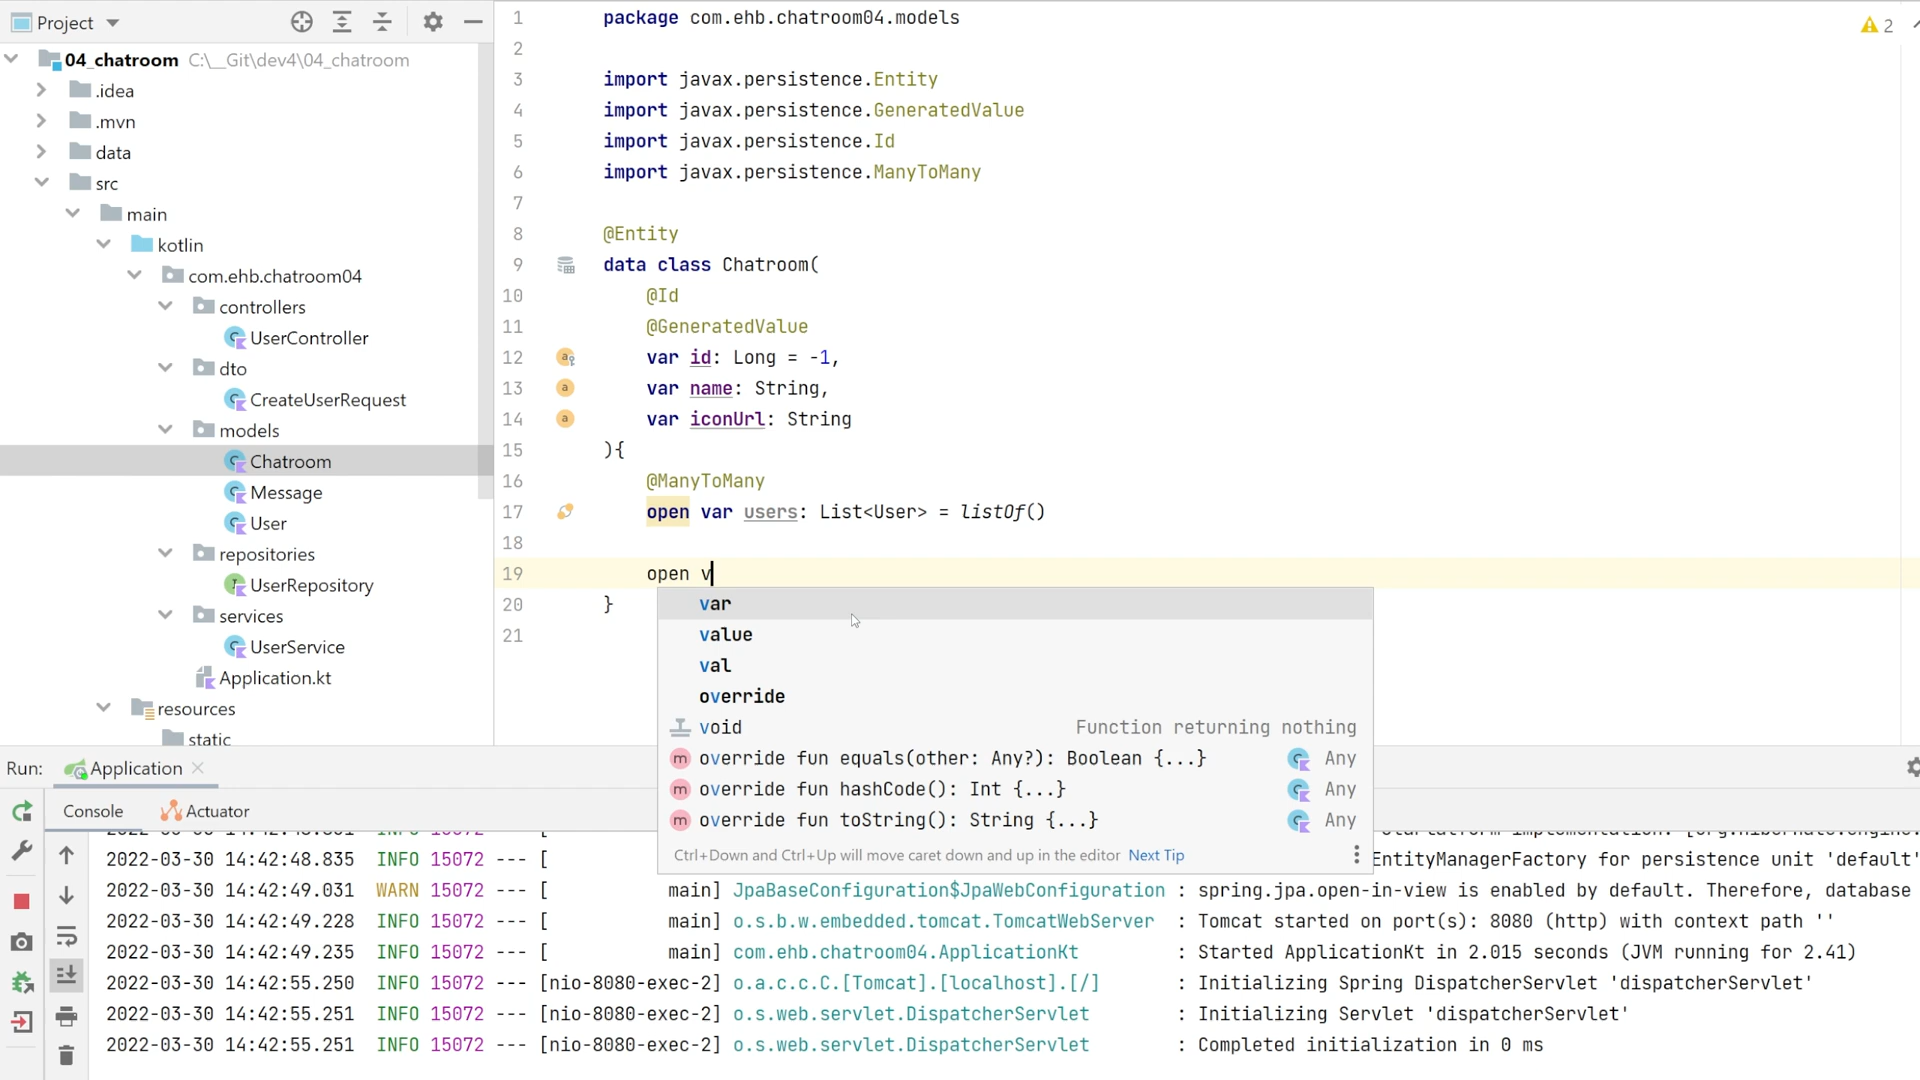 Project
04_chatroom C:\__Git\dev4\04_chatroom
.idea
.mvn
data
src
main
kotlin
com.ehb.chatroom04
controllers
UserController
dto
CreateUserRequest
models
Chatroom
Message
User
repositories
UserRepository
services
UserService
Application.kt
resources
static
1 package com.ehb.chatroom04.models
2
3 import javax.persistence.Entity
4 import javax.persistence.GeneratedValue
5 import javax.persistence.Id
6 import javax.persistence.ManyToMany
7
8 @Entity
9 data class Chatroom(
10 @Id
11 @GeneratedValue
12 var id: Long = -1,
13 var name: String,
14 var iconUrl: String
15 ){
16 @ManyToMany
17 open var users: List<User> = listOf()
18
19 open v
20 }
21
2
var
value
val
override
void Function returning nothing
override fun equals(other: Any?): Boolean {...} Any
override fun hashCode(): Int {...} Any
override fun toString(): String {...} Any
Ctrl+Down and Ctrl+Up will move caret down and up in the editor Next Tip
Run: Application
Console Actuator
EntityManagerFactory for persistence unit 'default'
2022-03-30 14:42:48.835 INFO 15072 --- [
2022-03-30 14:42:49.031 WARN 15072 --- [ main] JpaBaseConfiguration$JpaWebConfiguration : spring.jpa.open-in-view is enabled by default. Therefore, database
2022-03-30 14:42:49.228 INFO 15072 --- [ main] o.s.b.w.embedded.tomcat.TomcatWebServer : Tomcat started on port(s): 8080 (http) with context path ''
2022-03-30 14:42:49.235 INFO 15072 --- [ main] com.ehb.chatroom04.ApplicationKt : Started ApplicationKt in 2.015 seconds (JVM running for 2.41)
2022-03-30 14:42:55.250 INFO 15072 --- [nio-8080-exec-2] o.a.c.c.C.[Tomcat].[localhost].[/] : Initializing Spring DispatcherServlet 'dispatcherServlet'
2022-03-30 14:42:55.251 INFO 15072 --- [nio-8080-exec-2] o.s.web.servlet.DispatcherServlet : Initializing Servlet 'dispatcherServlet'
2022-03-30 14:42:55.251 INFO 15072 --- [nio-8080-exec-2] o.s.web.servlet.DispatcherServlet : Completed initialization in 0 ms